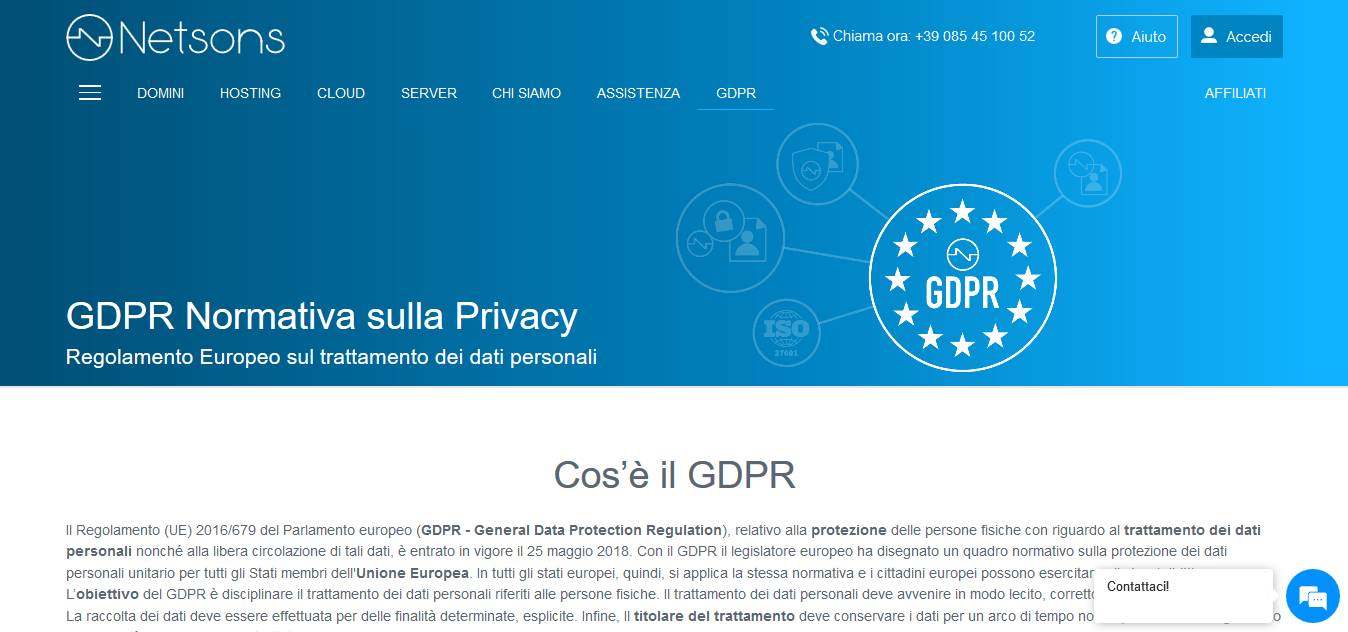 Netsons
Chiama ora: +39 085 45 100 52
Aiuto
Accedi
DOMINI
HOSTING
CLOUD
SERVER
CHI SIAMO
ASSISTENZA
GDPR
AFFILIATI
GDPR
ISO
27001
GDPR Normativa sulla Privacy
Regolamento Europeo sul trattamento dei dati personali
Cos’è il GDPR
Il Regolamento (UE) 2016/679 del Parlamento europeo (GDPR - General Data Protection Regulation), relativo alla protezione delle persone fisiche con riguardo al trattamento dei dati
personali nonché alla libera circolazione di tali dati, è entrato in vigore il 25 maggio 2018. Con il GDPR il legislatore europeo ha disegnato un quadro normativo sulla protezione dei dati
personali unitario per tutti gli Stati membri dell'Unione Europea. In tutti gli stati europei, quindi, si applica la stessa normativa e i cittadini europei possono
L’obiettivo del GDPR è disciplinare il trattamento dei dati personali riferiti alle persone fisiche. Il trattamento dei dati personali deve avvenire in modo lecito,
La raccolta dei dati deve essere effettuata per delle finalità determinate, esplicite. Infine, Il titolare del trattamento deve conservare i dati per un arco di tempo
Contattaci!